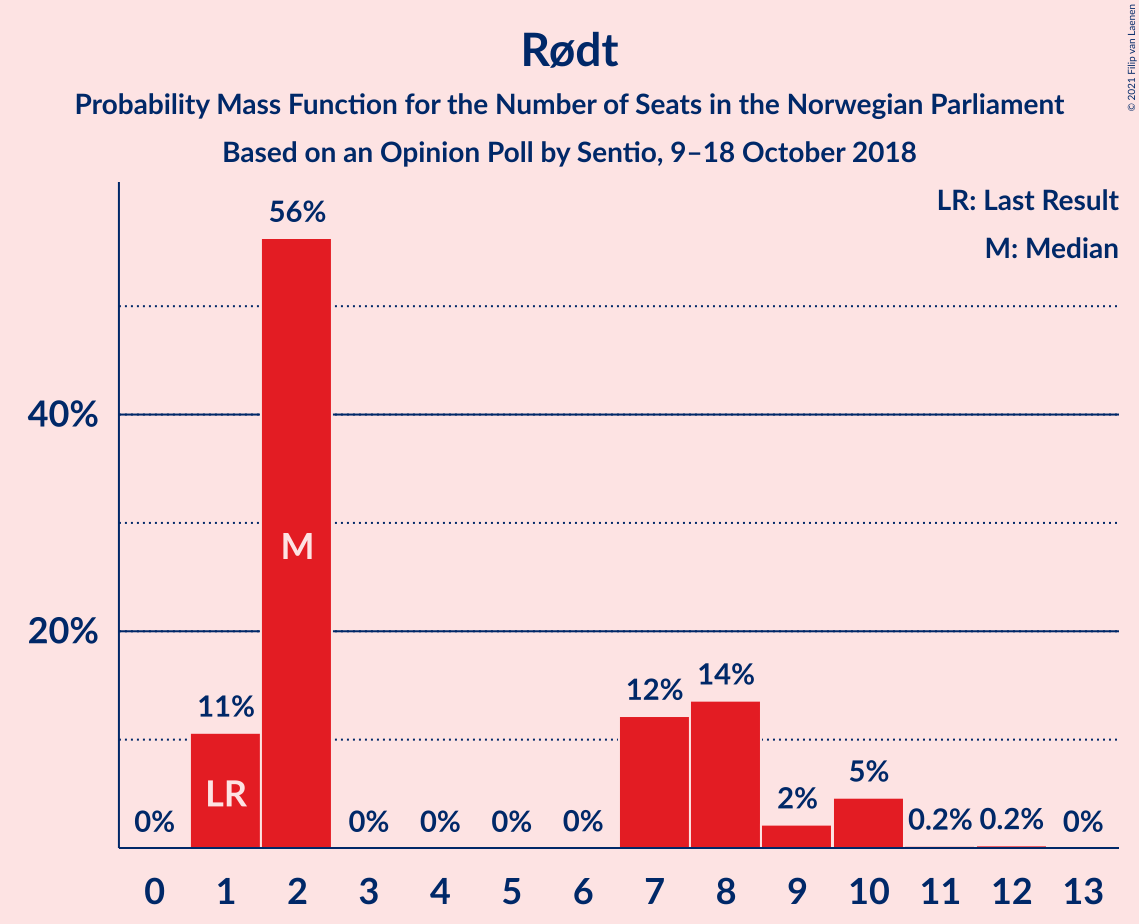 Rødt
Probability Mass Function for the Number of Seats in the Norwegian Parliament
Based on an Opinion Poll by Sentio, 9–18 October 2018
© 2021 Filip van Laenen
LR: Last Result
M: Median
56%
40%
M
20%
14%
12%
11%
5%
LR
2%
0% 0% 0% 0% 0% 0.2% 0.2% 0%
0 1 2 3 4 5 6 7 8 9 10 11 12 13